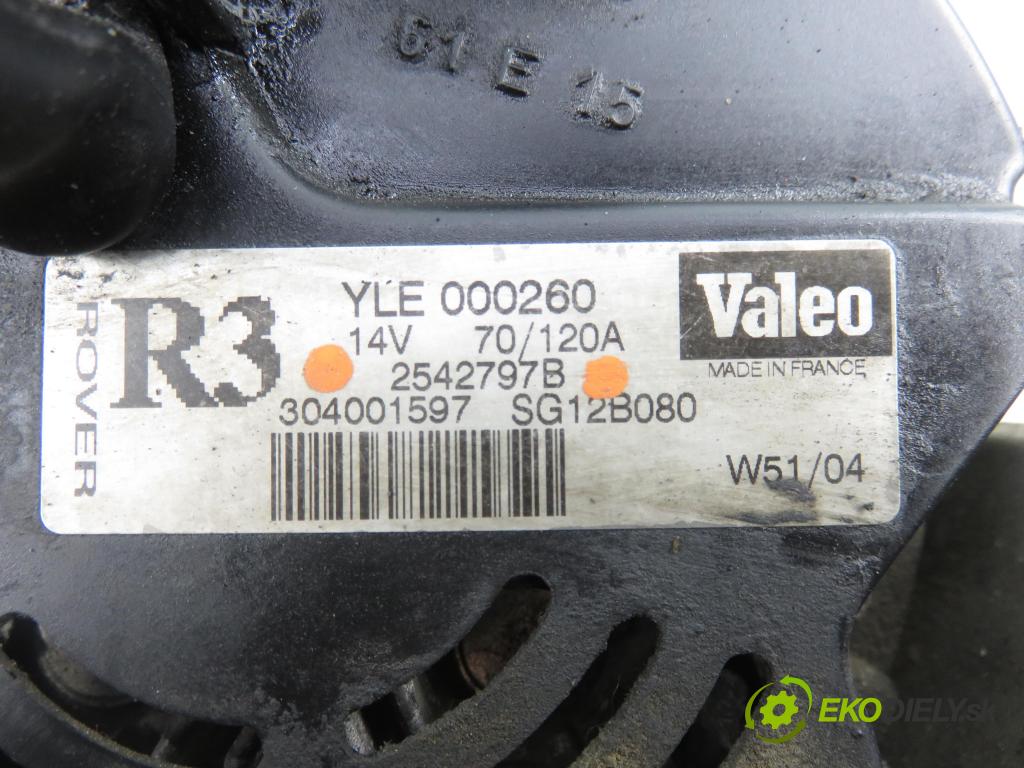 61 E 15
ROVER
R3
YLE 000260
Valeo
14V 70/120A
MADE IN FRANCE
2542797B
304001597 SG12B080
W51/04
EKODIELY.sk